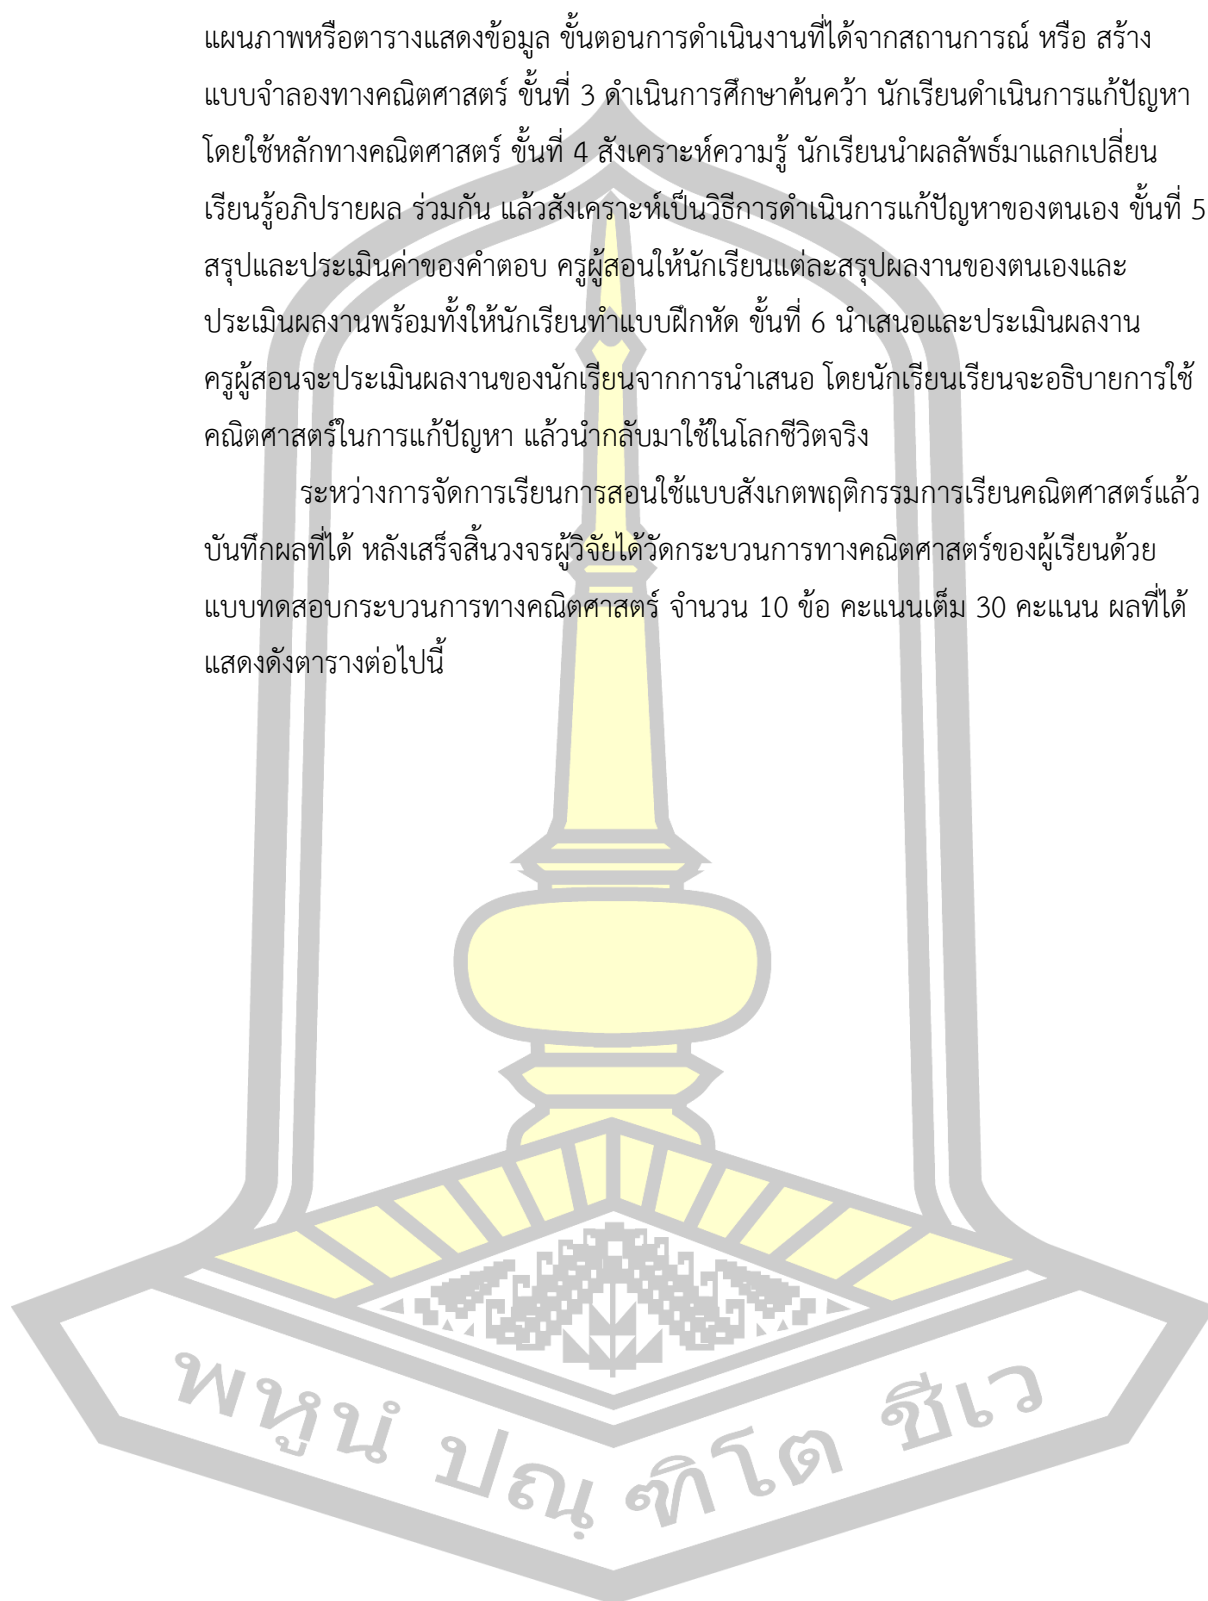 แผนภาพหรือตารางแสดงข้อมูล ขั้นตอนการดำเนินงานที่ได้จากสถานการณ์ หรือ สร้าง
แบบจำลองทางคณิตศาสตร์ ขั้นที่ 3 ดำเนินการศึกษาค้นคว้า นักเรียนดำเนินการแก้ปัญหา
โดยใช้หลักทางคณิตศาสตร์ ขั้นที่ 4 สังเคราะห์ความรู้ นักเรียนนำผลลัพธ์มาแลกเปลี่ยน
เรียนรู้อภิปรายผล ร่วมกัน แล้วสังเคราะห์เป็นวิธีการดำเนินการแก้ปัญหาของตนเอง ขั้นที่ 5
สรุปและประเมินค่าของคำตอบ ครูผู้สอนให้นักเรียนแต่ละสรุปผลงานของตนเองและ
ประเมินผลงานพร้อมทั้งให้นักเรียนทำแบบฝึกหัด ขั้นที่ 6 นำเสนอและประเมินผลงาน
ครูผู้สอนจะประเมินผลงานของนักเรียนจากการนำเสนอ โดยนักเรียนเรียนจะอธิบายการใช้
คณิตศาสตร์ในการแก้ปัญหา แล้วนำกลับมาใช้ในโลกชีวิตจริง
ระหว่างการจัดการเรียนการสอนใช้แบบสังเกตพฤติกรรมการเรียนคณิตศาสตร์แล้ว
บันทึกผลที่ได้ หลังเสร็จสิ้นวงจรผู้วิจัยได้วัดกระบวนการทางคณิตศาสตร์ของผู้เรียนด้วย
แบบทดสอบกระบวนการทางคณิตศาสตร์ จำนวน 10 ข้อ คะแนนเต็ม 30 คะแนน ผลที่ได้
แสดงดังตารางต่อไปนี้
พหูนํ ปณฺฑิโต ชีเว